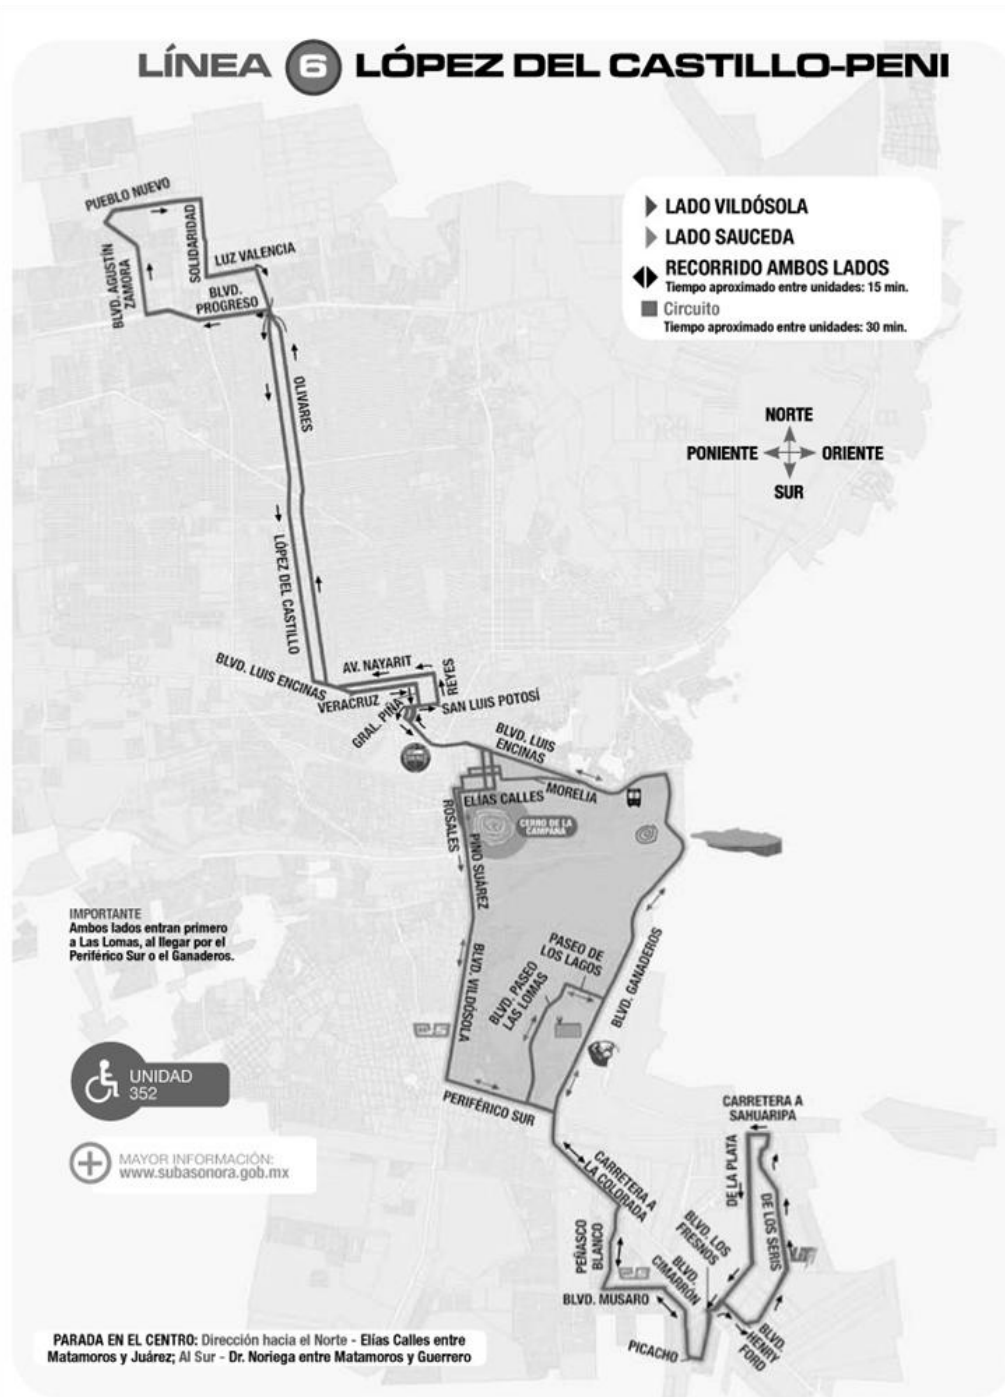 LÍNEA 6 LÓPEZ DEL CASTILLO-PENI
LADO VILDÓSOLA
LADO SAUCEDA
RECORRIDO AMBOS LADOS
Tiempo aproximado entre unidades: 15 min.
Circuito
Tiempo aproximado entre unidades: 30 min.
PUEBLO NUEVO
SOLIDARIDAD
LUZ VALENCIA
BLVD. AGUSTÍN
ZAMORA
BLVD.
PROGRESO
OLIVARES
NORTE
PONIENTE
ORIENTE
SUR
LÓPEZ DEL CASTILLO
BLVD. LUIS ENCINAS
AV. NAYARIT
REYES
VERACRUZ
GRAL. PIÑA
SAN LUIS POTOSÍ
BLVD. LUIS
ENCINAS
MORELIA
ELÍAS CALLES
ROSALES
CERRO DE LA
CAMPANA
PINO SUÁREZ
IMPORTANTE
Ambos lados entran primero
a Las Lomas, al llegar por el
Periférico Sur o el Ganaderos.
BLVD. VILDÓSOLA
PASEO DE
LOS LAGOS
BLVD. PASEO
LAS LOMAS
BLVD. GANADEROS
UNIDAD
352
PERIFÉRICO SUR
CARRETERA A
SAHUARIPA
MAYOR INFORMACIÓN:
www.subasonora.gob.mx
CARRETERA A
LA COLORADA
DE LA PLATA
DE LOS SERIS
PEÑASCO
BLANCO
BLVD. LOS
FRESNOS
BLVD.
CIMARRÓN
BLVD. MUSARO
PICACHO
BLVD.
HENRY
FORD
PARADA EN EL CENTRO: Dirección hacia el Norte - Elías Calles entre
Matamoros y Juárez; Al Sur - Dr. Noriega entre Matamoros y Guerrero